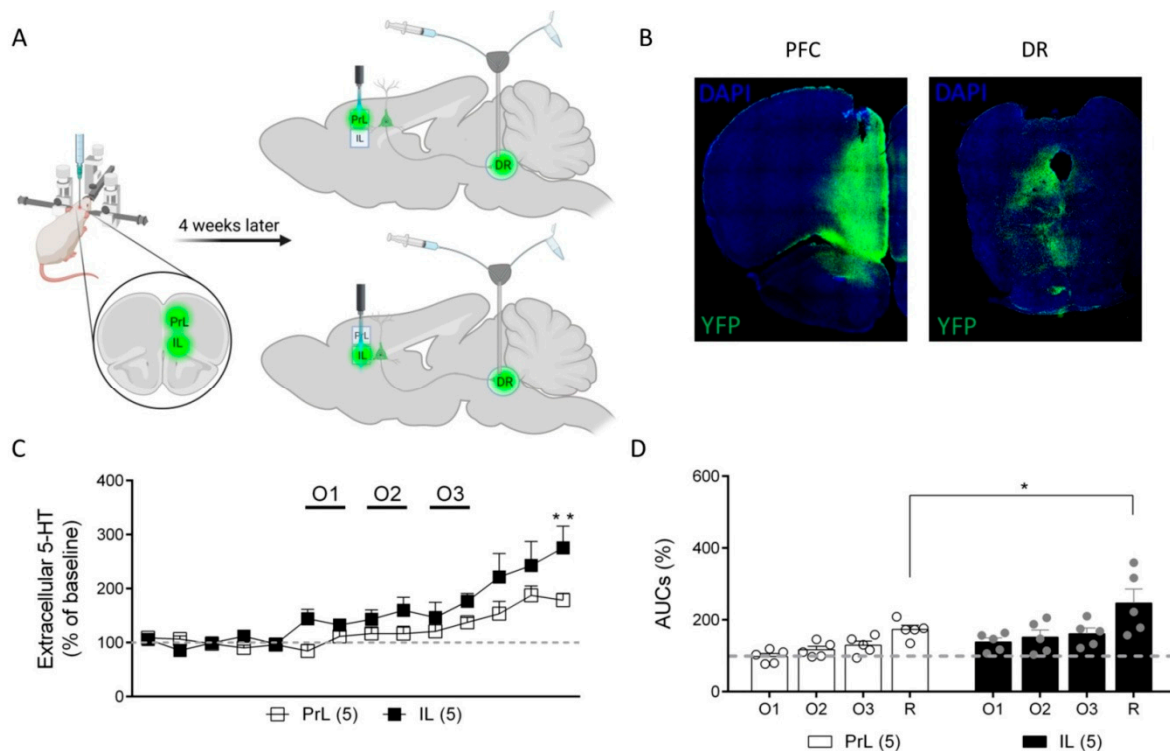 A
PrL
IL
DR
4 weeks later
PrL
IL
PrL
IL
DR
B
PFC
DR
DAPI
DAPI
YFP
YFP
C
Extracellular 5-HT
(% of baseline)
400
300
200
100
0
O1
O2
O3
* *
PrL (5)
IL (5)
D
AUCs (%)
600
400
200
0
*
O1
O2
O3
R
O1
O2
O3
R
PrL (5)
IL (5)